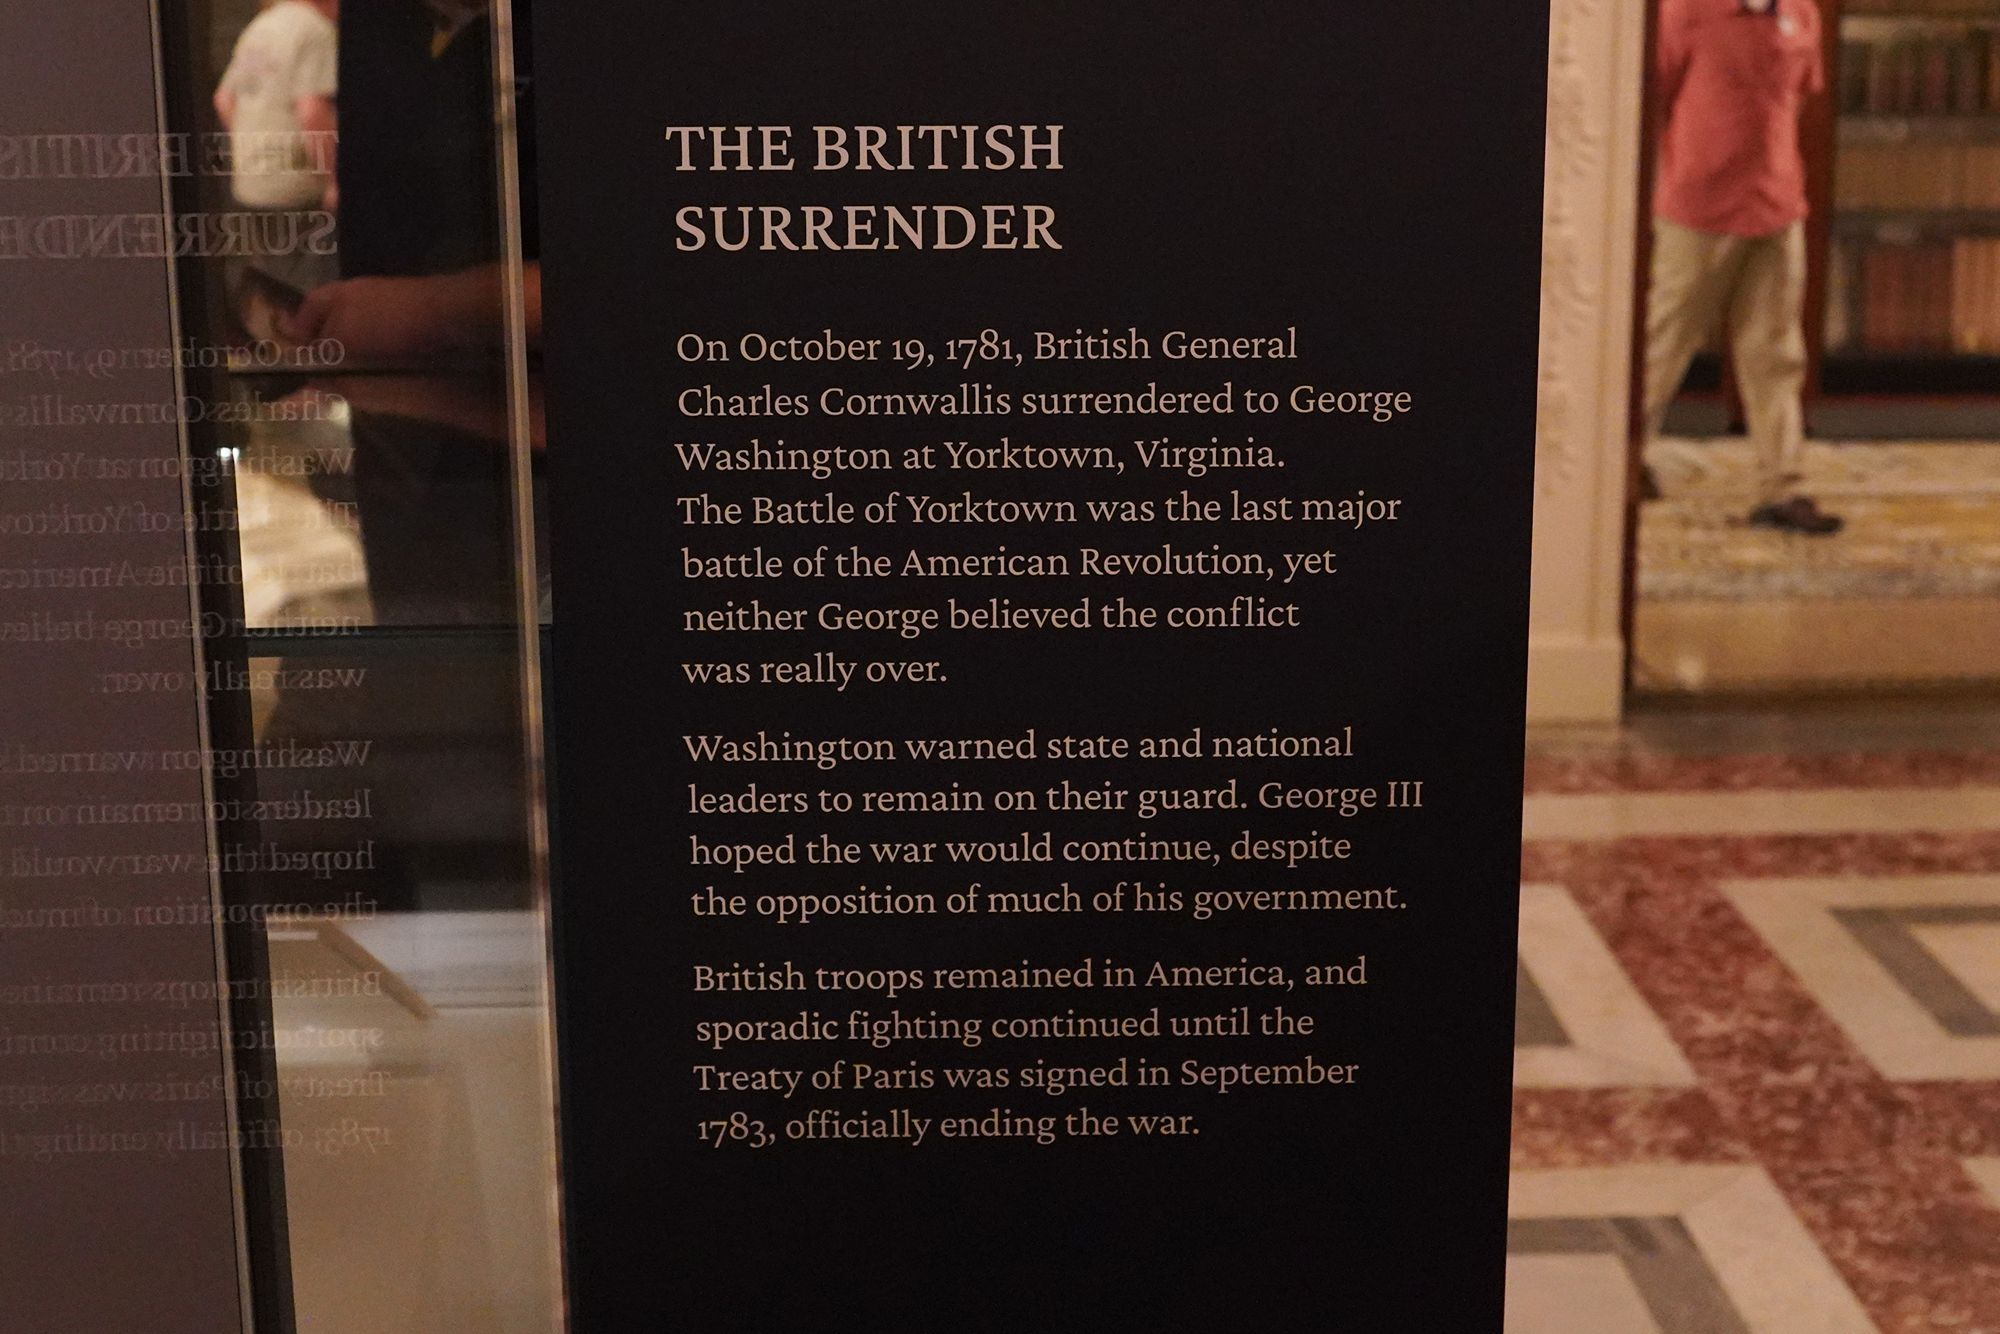 THE BRITISH
SURRENDER
On October 19, 1781, British General
Charles Cornwallis surrendered to George
Washington at Yorktown, Virginia.
The Battle of Yorktown was the last major
battle of the American Revolution, yet
neither George believed the conflict
was really over.
Washington warned state and national
leaders to remain on their guard. George III
hoped the war would continue, despite
the opposition of much of his government.
British troops remained in America, and
sporadic fighting continued until the
Treaty of Paris was signed in September
1783, officially ending the war.